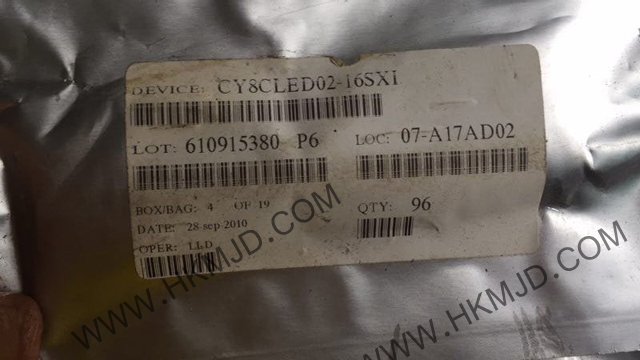 DEVICE: CY8CLED02-16SXI
LOT: 610915380 P6 LOC: 07-A17AD02
BOX/BAG: 4 OF 19 QTY: 96
DATE: 28 sep 2010
OPER: LLD
WWW.HKMJD.COM
WWW.HKMJD.COM